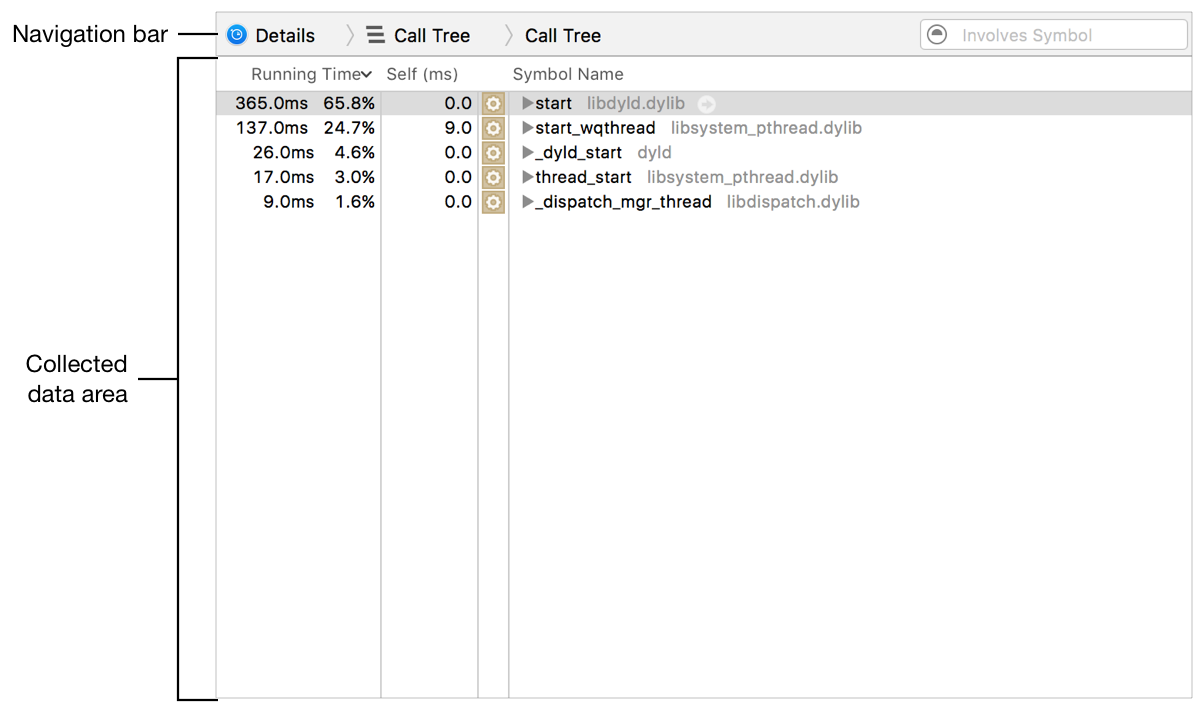 Navigation bar
Details Call Tree Call Tree Involves Symbol
Running Time Self (ms) Symbol Name
365.0ms 65.8% 0.0 start libdyld.dylib
137.0ms 24.7% 9.0 start_wqthread libsystem_pthread.dylib
26.0ms 4.6% 0.0 _dyld_start dyld
17.0ms 3.0% 0.0 thread_start libsystem_pthread.dylib
9.0ms 1.6% 0.0 _dispatch_mgr_thread libdispatch.dylib
Collected
data area